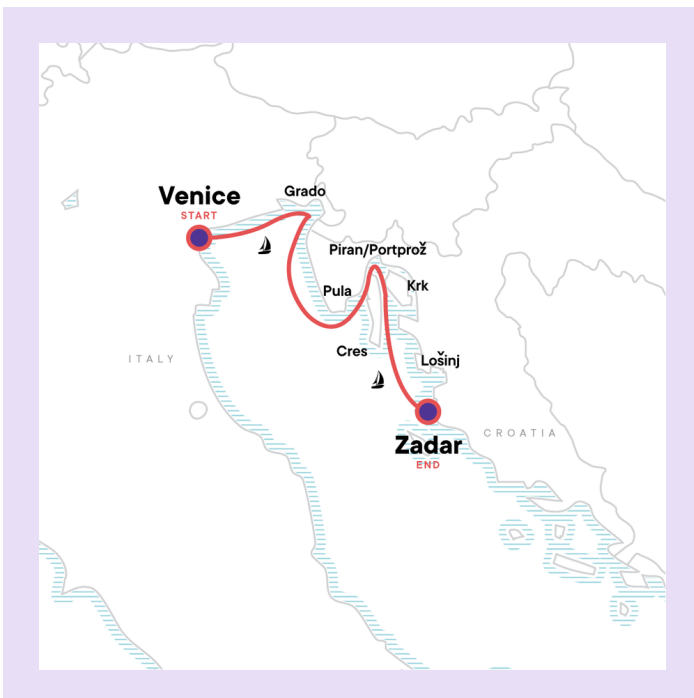 Grado
Venice
START
Piran/Portprož
Krk
Pula
Cres
ITALY
Lošinj
CROATIA
Zadar
END